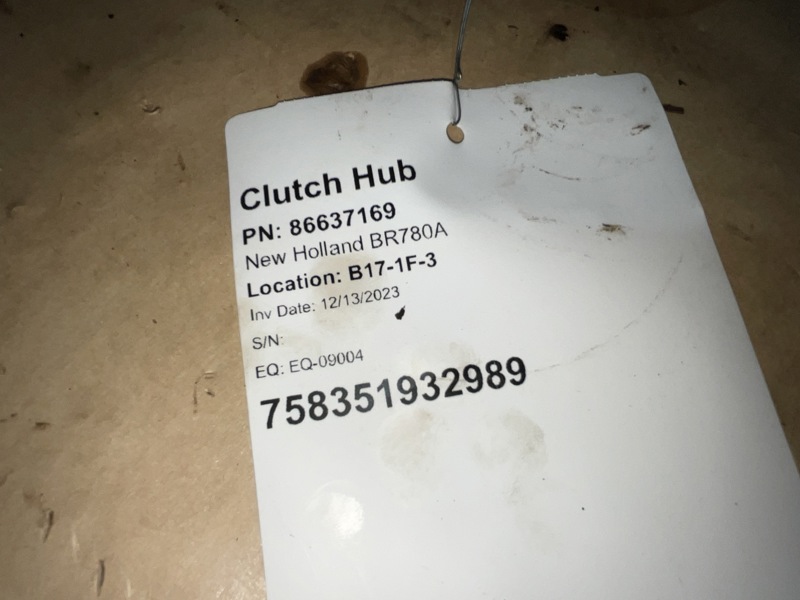 Clutch Hub
PN: 86637169
New Holland BR780A
Location: B17-1F-3
Inv Date: 12/13/2023
S/N:
EQ: EQ-09004
758351932989